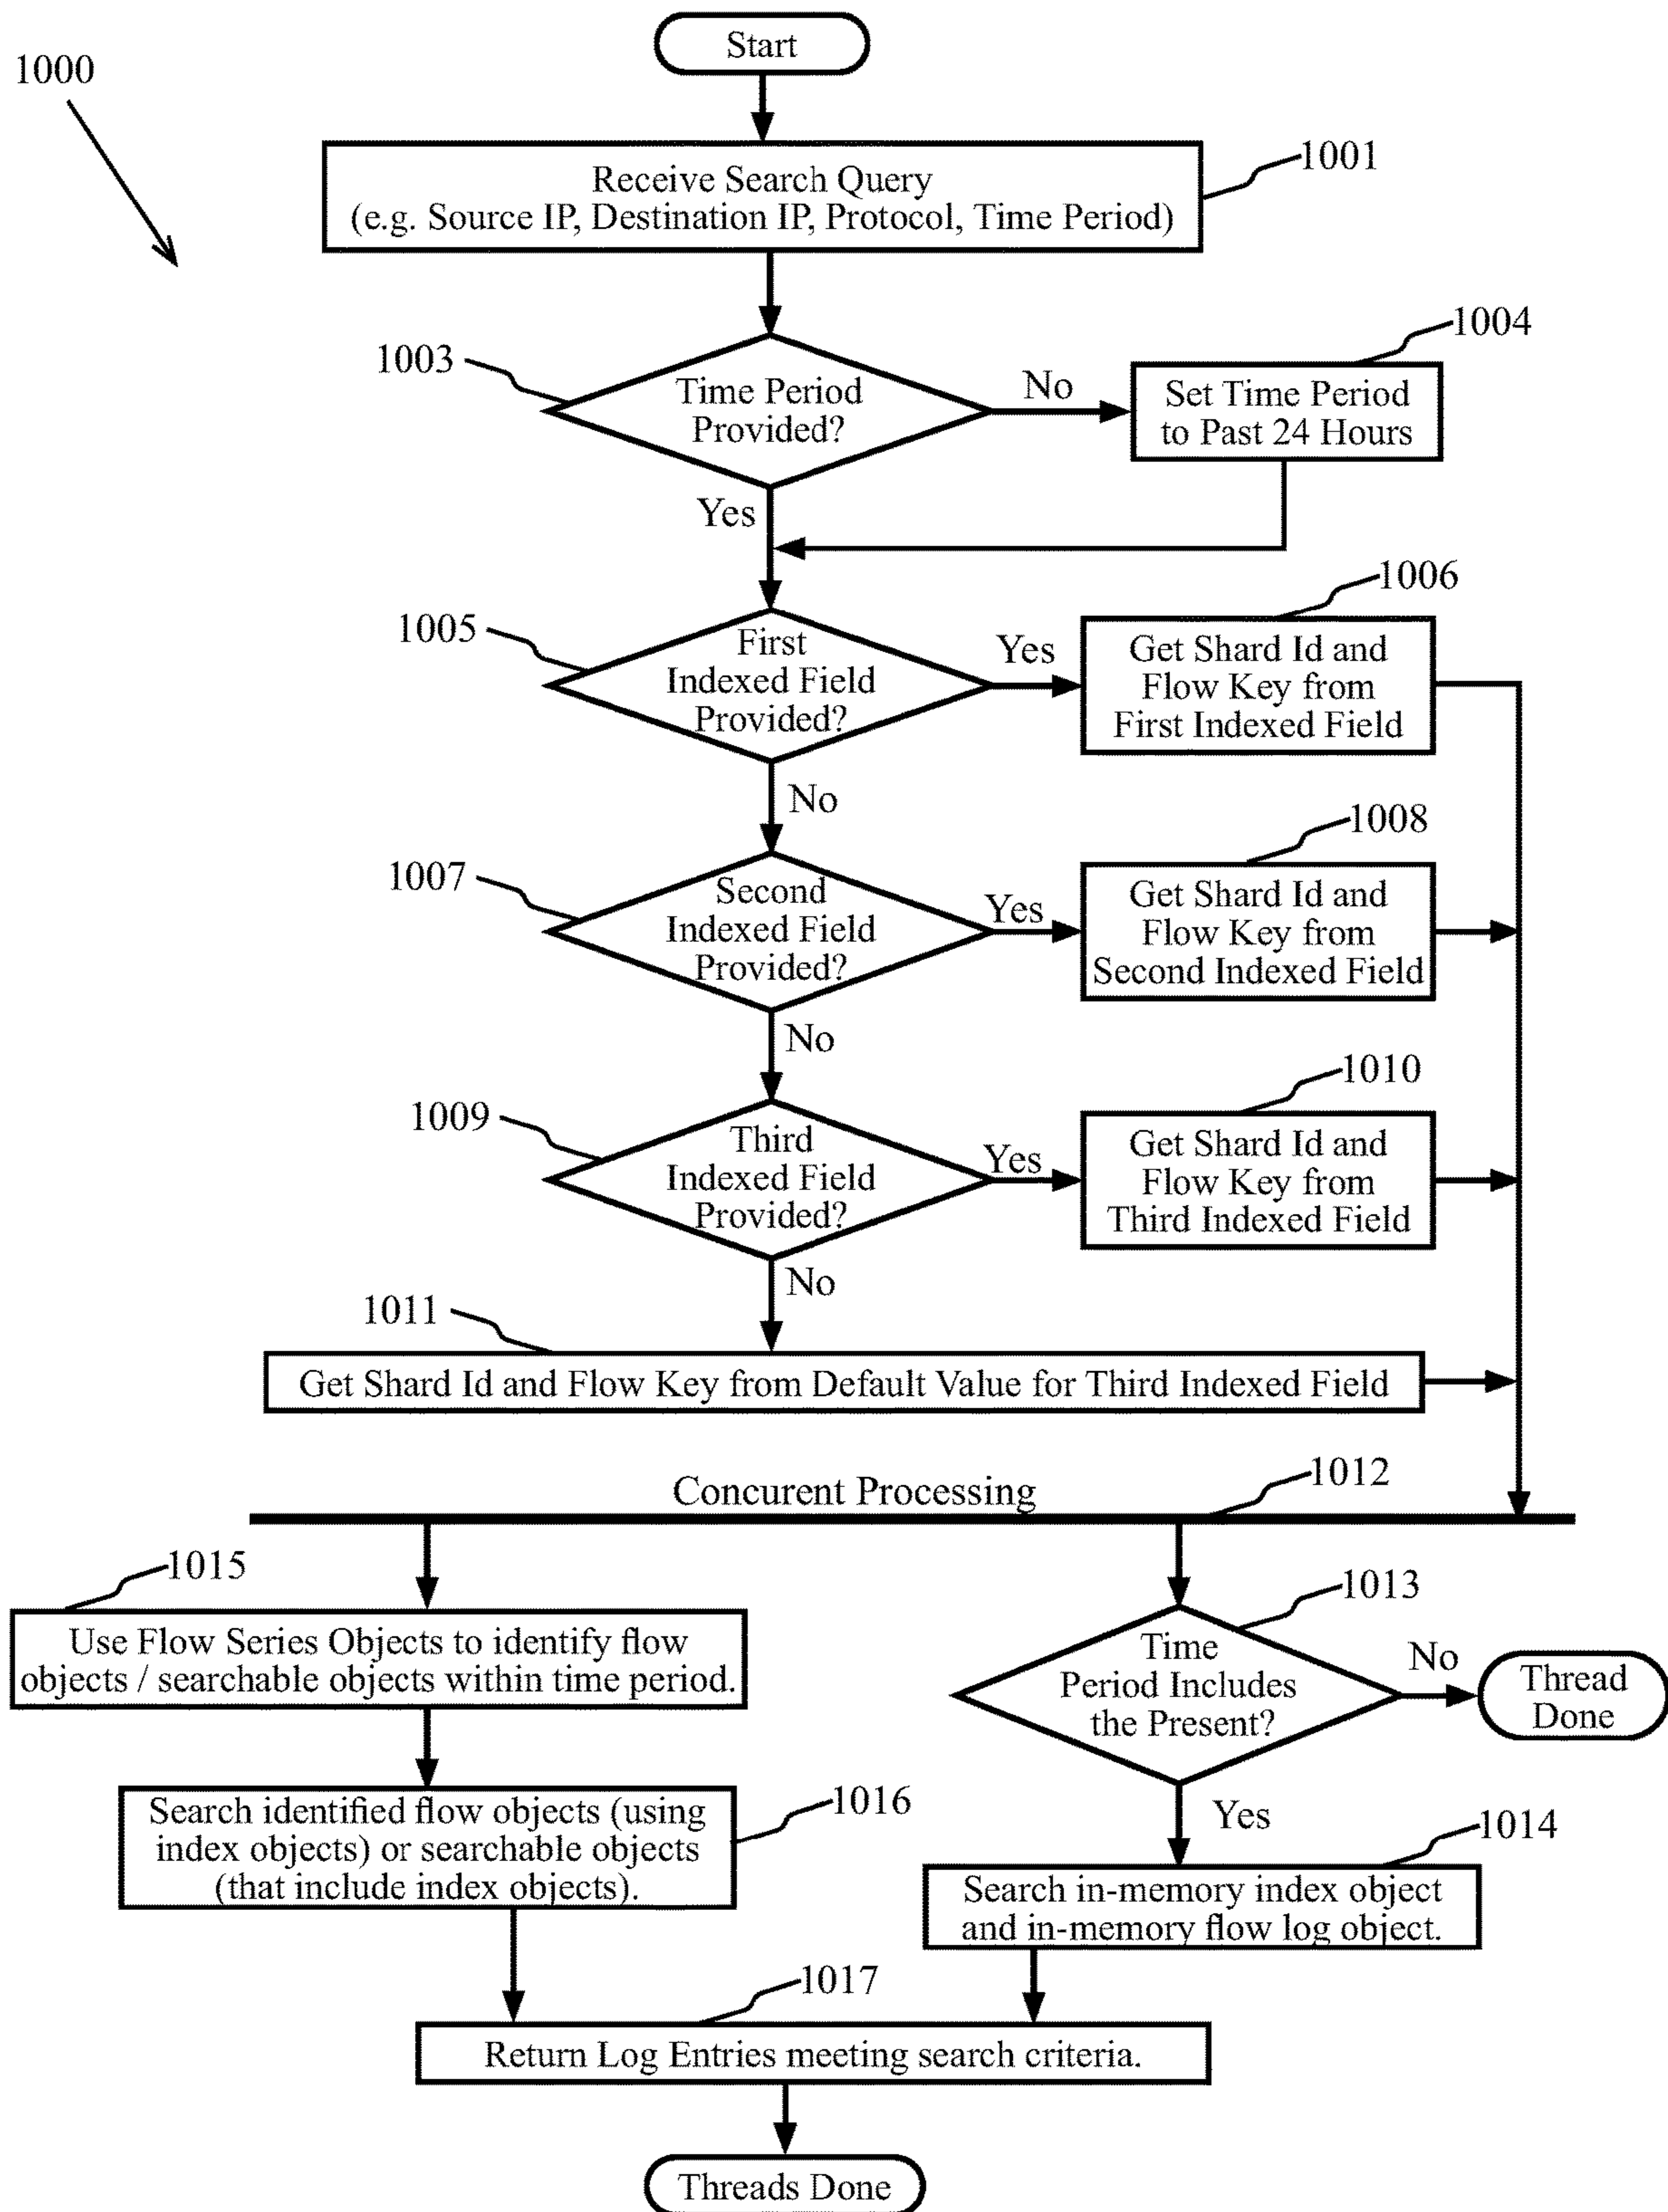 Start
1000
1001
Receive Search Query
(e.g. Source IP, Destination IP, Protocol, Time Period)
1004
1003
Time Period
Provided?
No
Set Time Period
to Past 24 Hours
Yes
1006
1005
First
Indexed Field
Provided?
Yes
Get Shard Id and
Flow Key from
First Indexed Field
No
1008
1007
Second
Indexed Field
Provided?
Yes
Get Shard Id and
Flow Key from
Second Indexed Field
No
1010
1009
Third
Indexed Field
Provided?
Yes
Get Shard Id and
Flow Key from
Third Indexed Field
No
1011
Get Shard Id and Flow Key from Default Value for Third Indexed Field
Concurent Processing
1012
1015
Use Flow Series Objects to identify flow
objects / searchable objects within time period.
1013
Time
Period Includes
the Present?
No
Thread
Done
Search identified flow objects (using
index objects) or searchable objects
(that include index objects).
1016
Yes
1014
Search in-memory index object
and in-memory flow log object.
1017
Return Log Entries meeting search criteria.
Threads Done